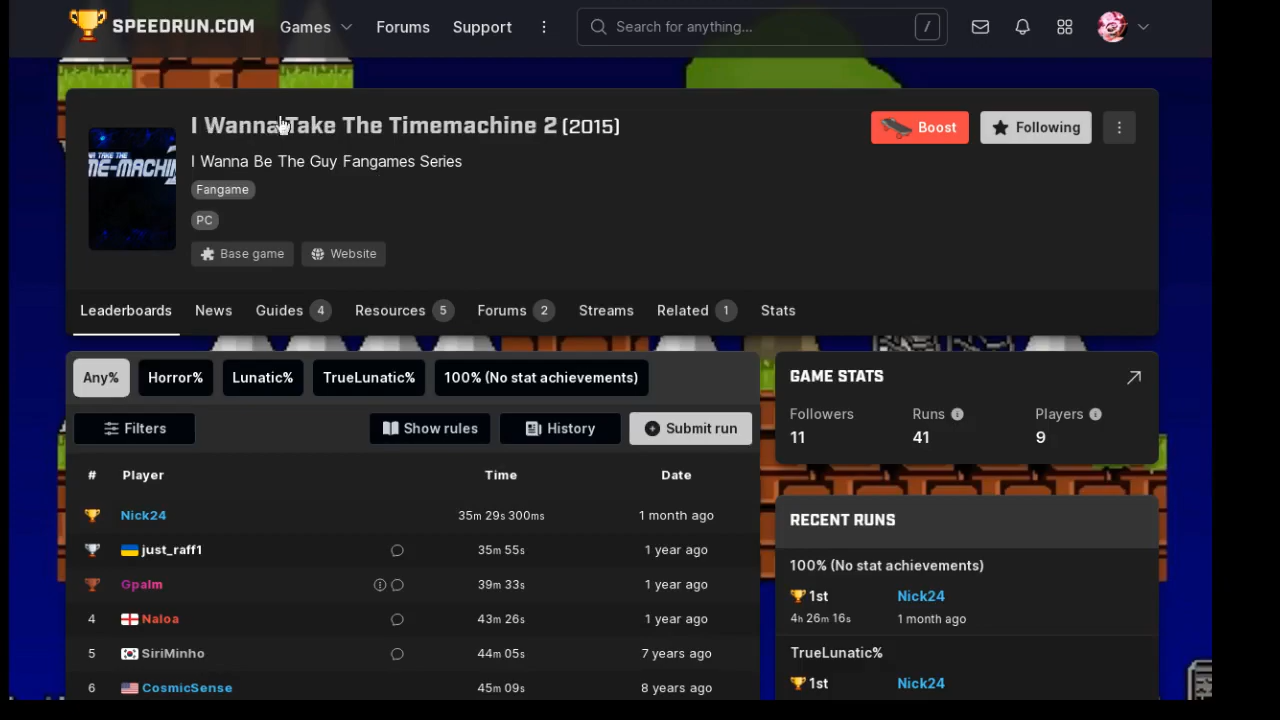 SPEEDRUN.COM Games Forums Support Search for anything... /
I Wanna Take The Timemachine 2 (2015)
Boost Following
I Wanna Be The Guy Fangames Series
Fangame
PC
Base game Website
Leaderboards News Guides 4 Resources 5 Forums 2 Streams Related 1 Stats
Any% Horror% Lunatic% TrueLunatic% 100% (No stat achievements)
Filters Show rules History Submit run
# Player Time Date
Nick24 35m 29s 300ms 1 month ago
just_raff1 35m 55s 1 year ago
Gpalm 39m 33s 1 year ago
4 Naloa 43m 26s 1 year ago
5 SiriMinho 44m 05s 7 years ago
6 CosmicSense 45m 09s 8 years ago
GAME STATS
Followers Runs Players
11 41 9
RECENT RUNS
100% (No stat achievements)
1st Nick24
4h 26m 16s 1 month ago
TrueLunatic%
1st Nick24